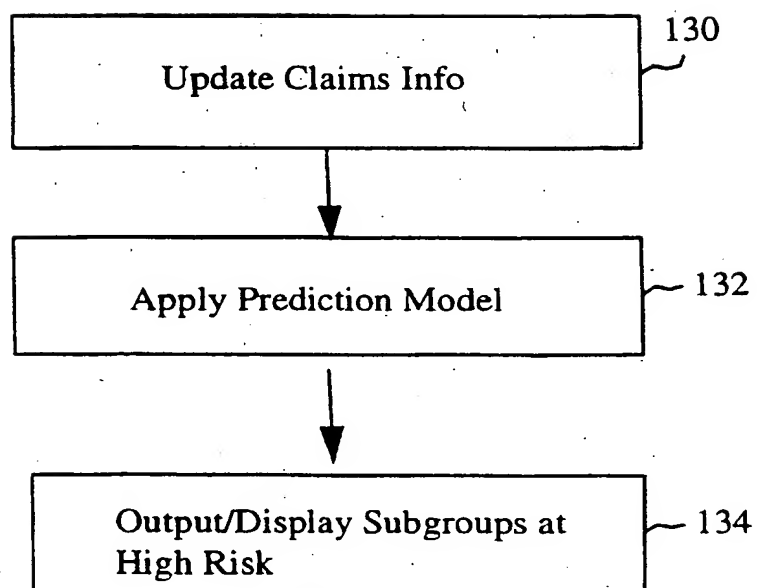 130
Update Claims Info
Apply Prediction Model
132
Output/Display Subgroups at
High Risk
134